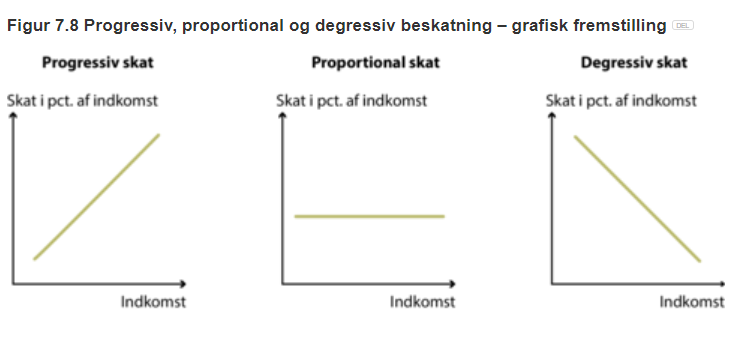 Figur 7.8 Progressiv, proportional og degressiv beskatning – grafisk fremstilling DEL
Progressiv skat
Skat i pct. af indkomst
Indkomst
Proportional skat
Skat i pct. af indkomst
Indkomst
Degressiv skat
Skat i pct. af indkomst
Indkomst